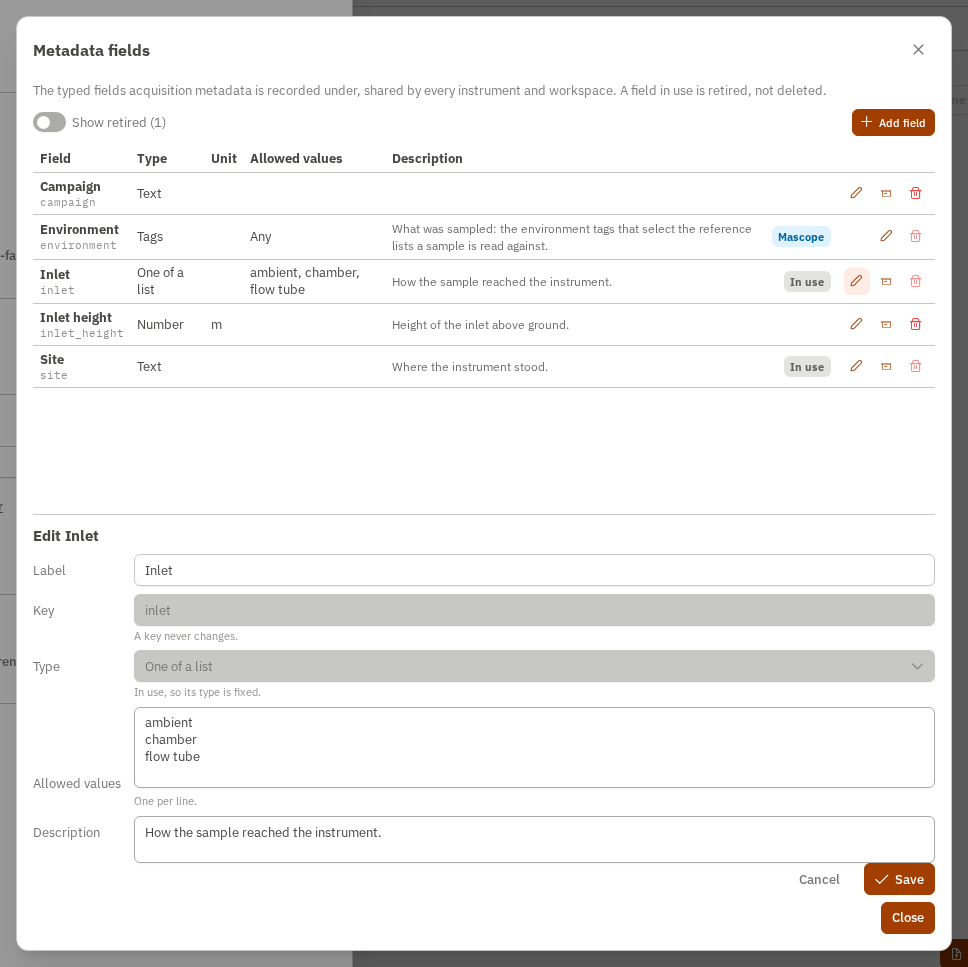 Metadata fields
The typed fields acquisition metadata is recorded under, shared by every instrument and workspace. A field in use is retired, not deleted.
Show retired (1)
Add field
Field Type Unit Allowed values Description
Campaign
campaign
Text
Environment
environment
Tags
Any
What was sampled: the environment tags that select the reference
lists a sample is read against.
Mascope
Inlet
inlet
One of a
list
ambient, chamber,
flow tube
How the sample reached the instrument.
In use
Inlet height
inlet_height
Number
m
Height of the inlet above ground.
Site
site
Text
Where the instrument stood.
In use
Edit Inlet
Label
Inlet
Key
inlet
A key never changes.
Type
One of a list
In use, so its type is fixed.
Allowed values
ambient
chamber
flow tube
One per line.
Description
How the sample reached the instrument.
Cancel
Save
Close